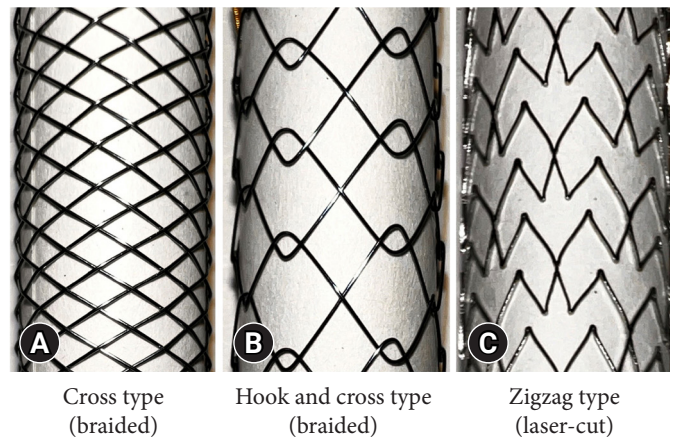 A
B
C
Cross type
(braided)
Hook and cross type
(braided)
Zigzag type
(laser-cut)